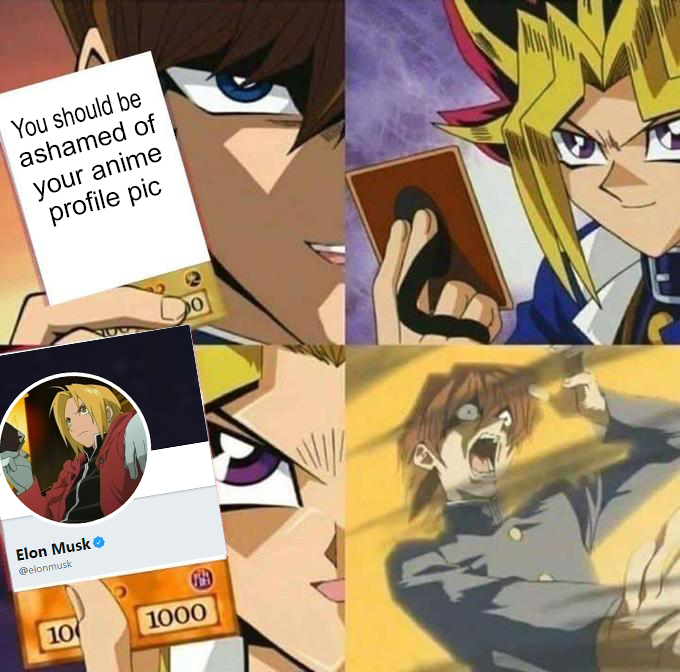 You should be
ashamed of
your anime
profile pic
Elon Musk
@elonmusk
1000